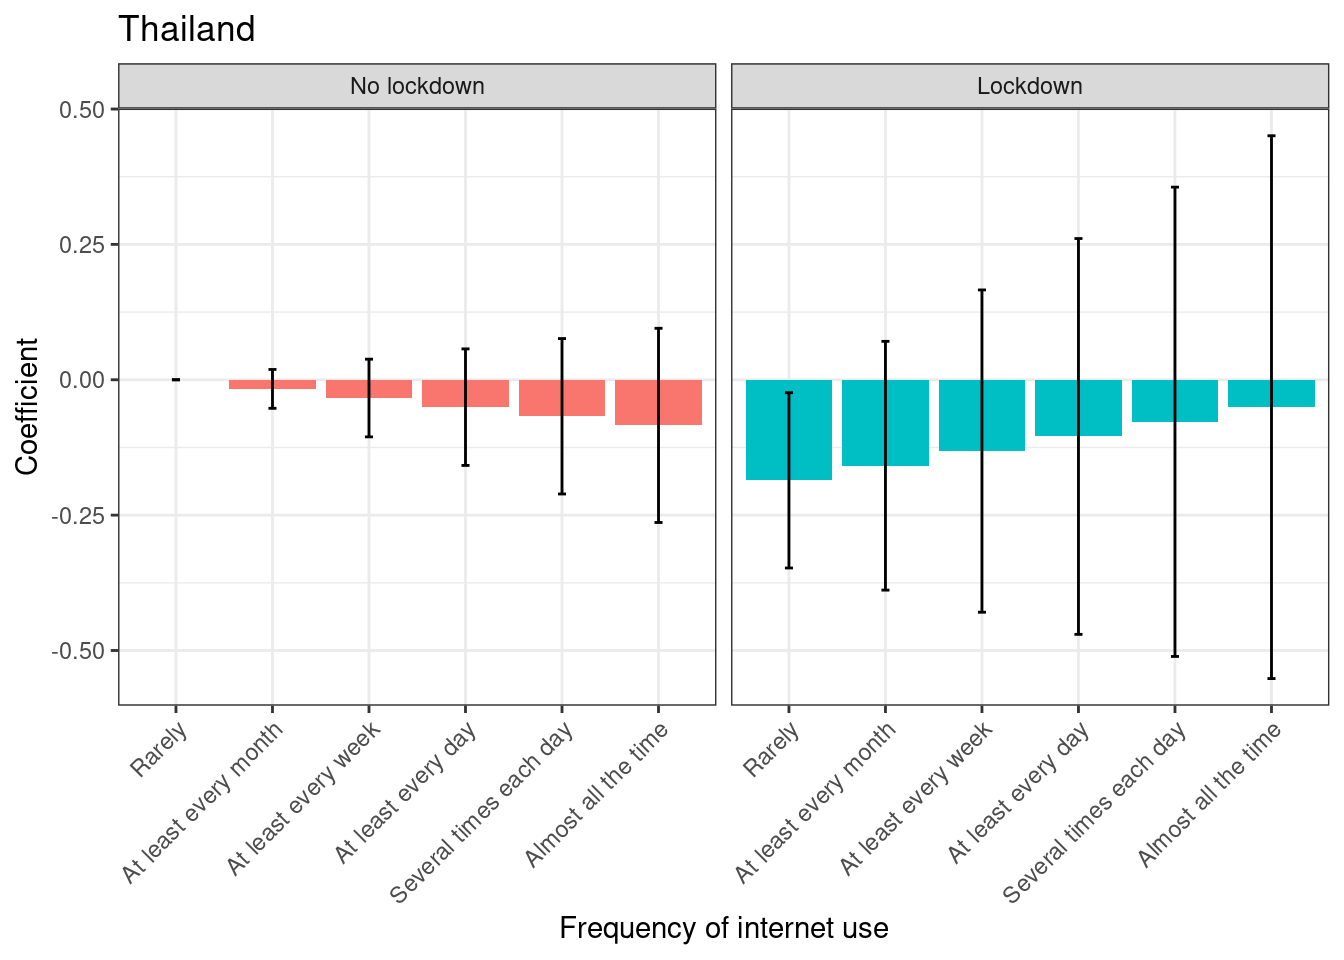 Thailand
No lockdown
Lockdown
Coefficient
0.50
0.25
0.00
-0.25
-0.50
Rarely
At least every month
At least every week
At least every day
Several times each day
Almost all the time
Rarely
At least every month
At least every week
At least every day
Several times each day
Almost all the time
Frequency of internet use